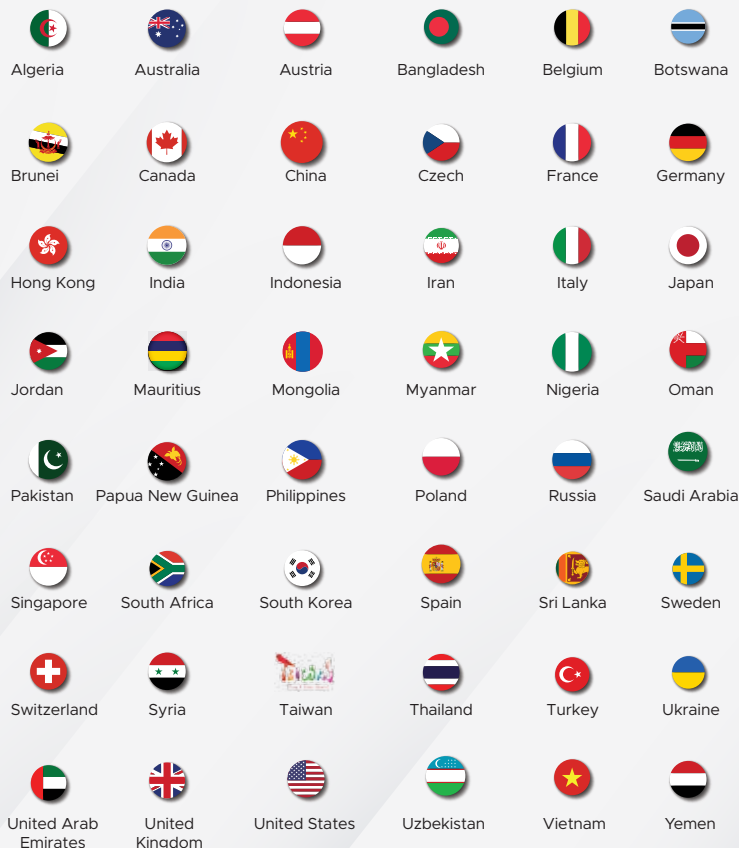 Algeria
Australia
Austria
Bangladesh
Belgium
Botswana
Brunei
Canada
China
Czech
France
Germany
Hong Kong
India
Indonesia
Iran
Italy
Japan
Jordan
Mauritius
Mongolia
Myanmar
Nigeria
Oman
Pakistan
Papua New Guinea
Philippines
Poland
Russia
Saudi Arabia
Singapore
South Africa
South Korea
Spain
Sri Lanka
Sweden
Switzerland
Syria
Taiwan
Thailand
Turkey
Ukraine
United Arab
Emirates
United
Kingdom
United States
Uzbekistan
Vietnam
Yemen